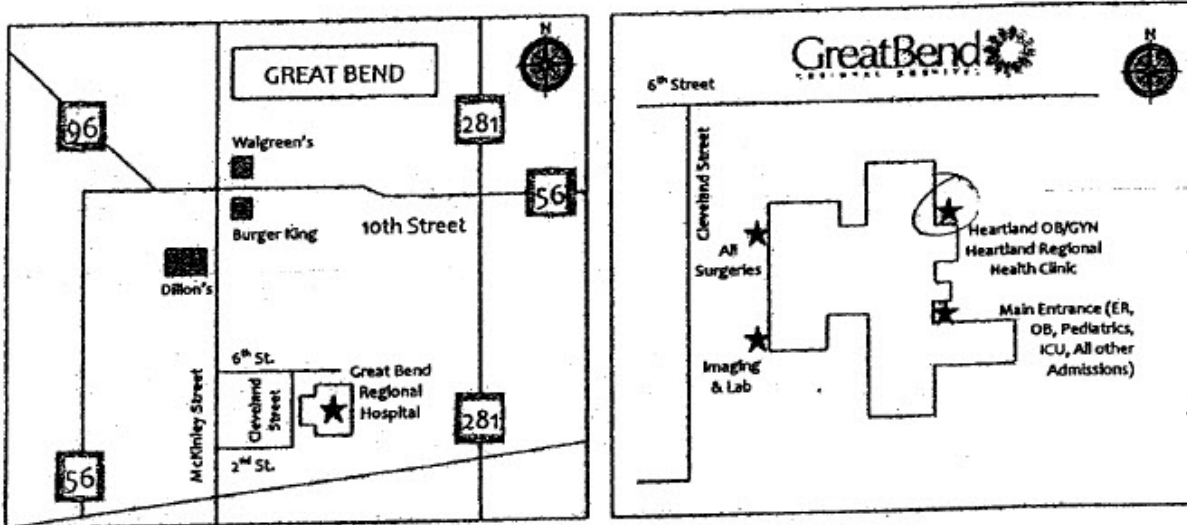 N
GREAT BEND
96
281
Walgreen's
56
Burger King
10th Street
Dillon's
6th St.
Great Bend
Regional
Hospital
McKinley Street
Cleveland
Street
281
2nd St.
56
GreatBend
REGIONAL HOSPITAL
N
6th Street
Cleveland Street
All
Surgeries
Heartland OB/GYN
Heartland Regional
Health Clinic
Main Entrance (ER,
OB, Pediatrics,
ICU, All other
Admissions)
Imaging
& Lab